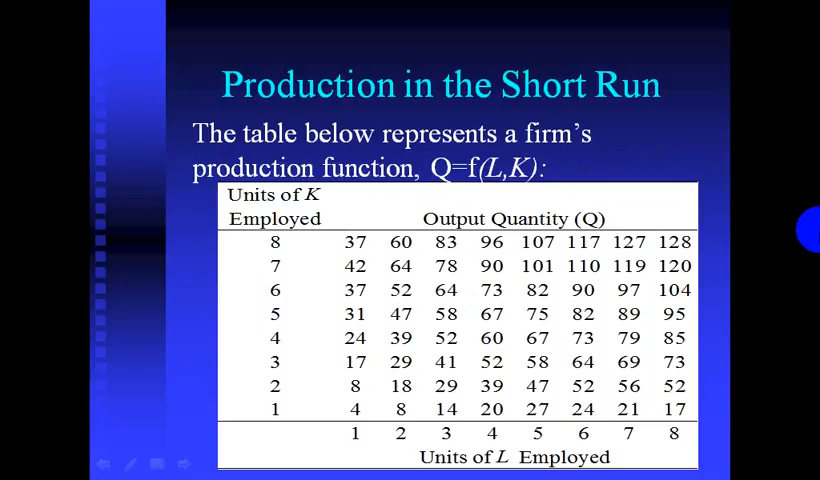 Production in the Short Run
The table below represents a firm's
production function, Q=f(L,K):
Units of K
Employed Output Quantity (Q)
8 37 60 83 96 107 117 127 128
7 42 64 78 90 101 110 119 120
6 37 52 64 73 82 90 97 104
5 31 47 58 67 75 82 89 95
4 24 39 52 60 67 73 79 85
3 17 29 41 52 58 64 69 73
2 8 18 29 39 47 52 56 52
1 4 8 14 20 27 24 21 17
1 2 3 4 5 6 7 8
Units of L Employed